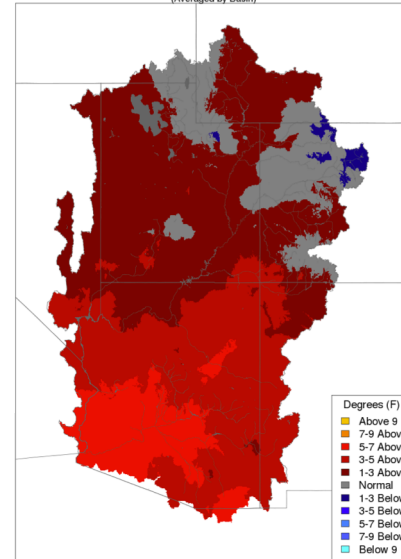 (Averaged by Basin)
Degrees (F)
Above 9
7-9 Above
5-7 Above
3-5 Above
1-3 Above
Normal
1-3 Below
3-5 Below
5-7 Below
7-9 Below
Below 9